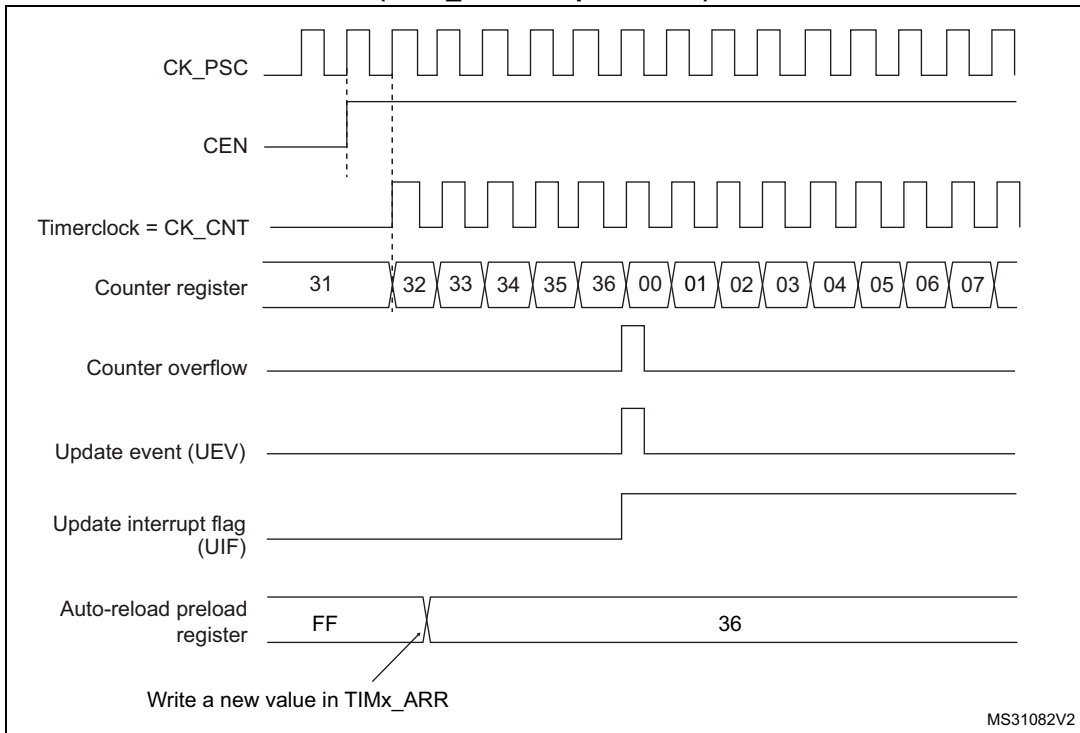 CK_PSC
CEN
Timerclock = CK_CNT
Counter register 31 32 33 34 35 36 00 01 02 03 04 05 06 07
Counter overflow
Update event (UEV)
Update interrupt flag
(UIF)
Auto-reload preload
register FF 36
Write a new value in TIMx_ARR
MS31082V2